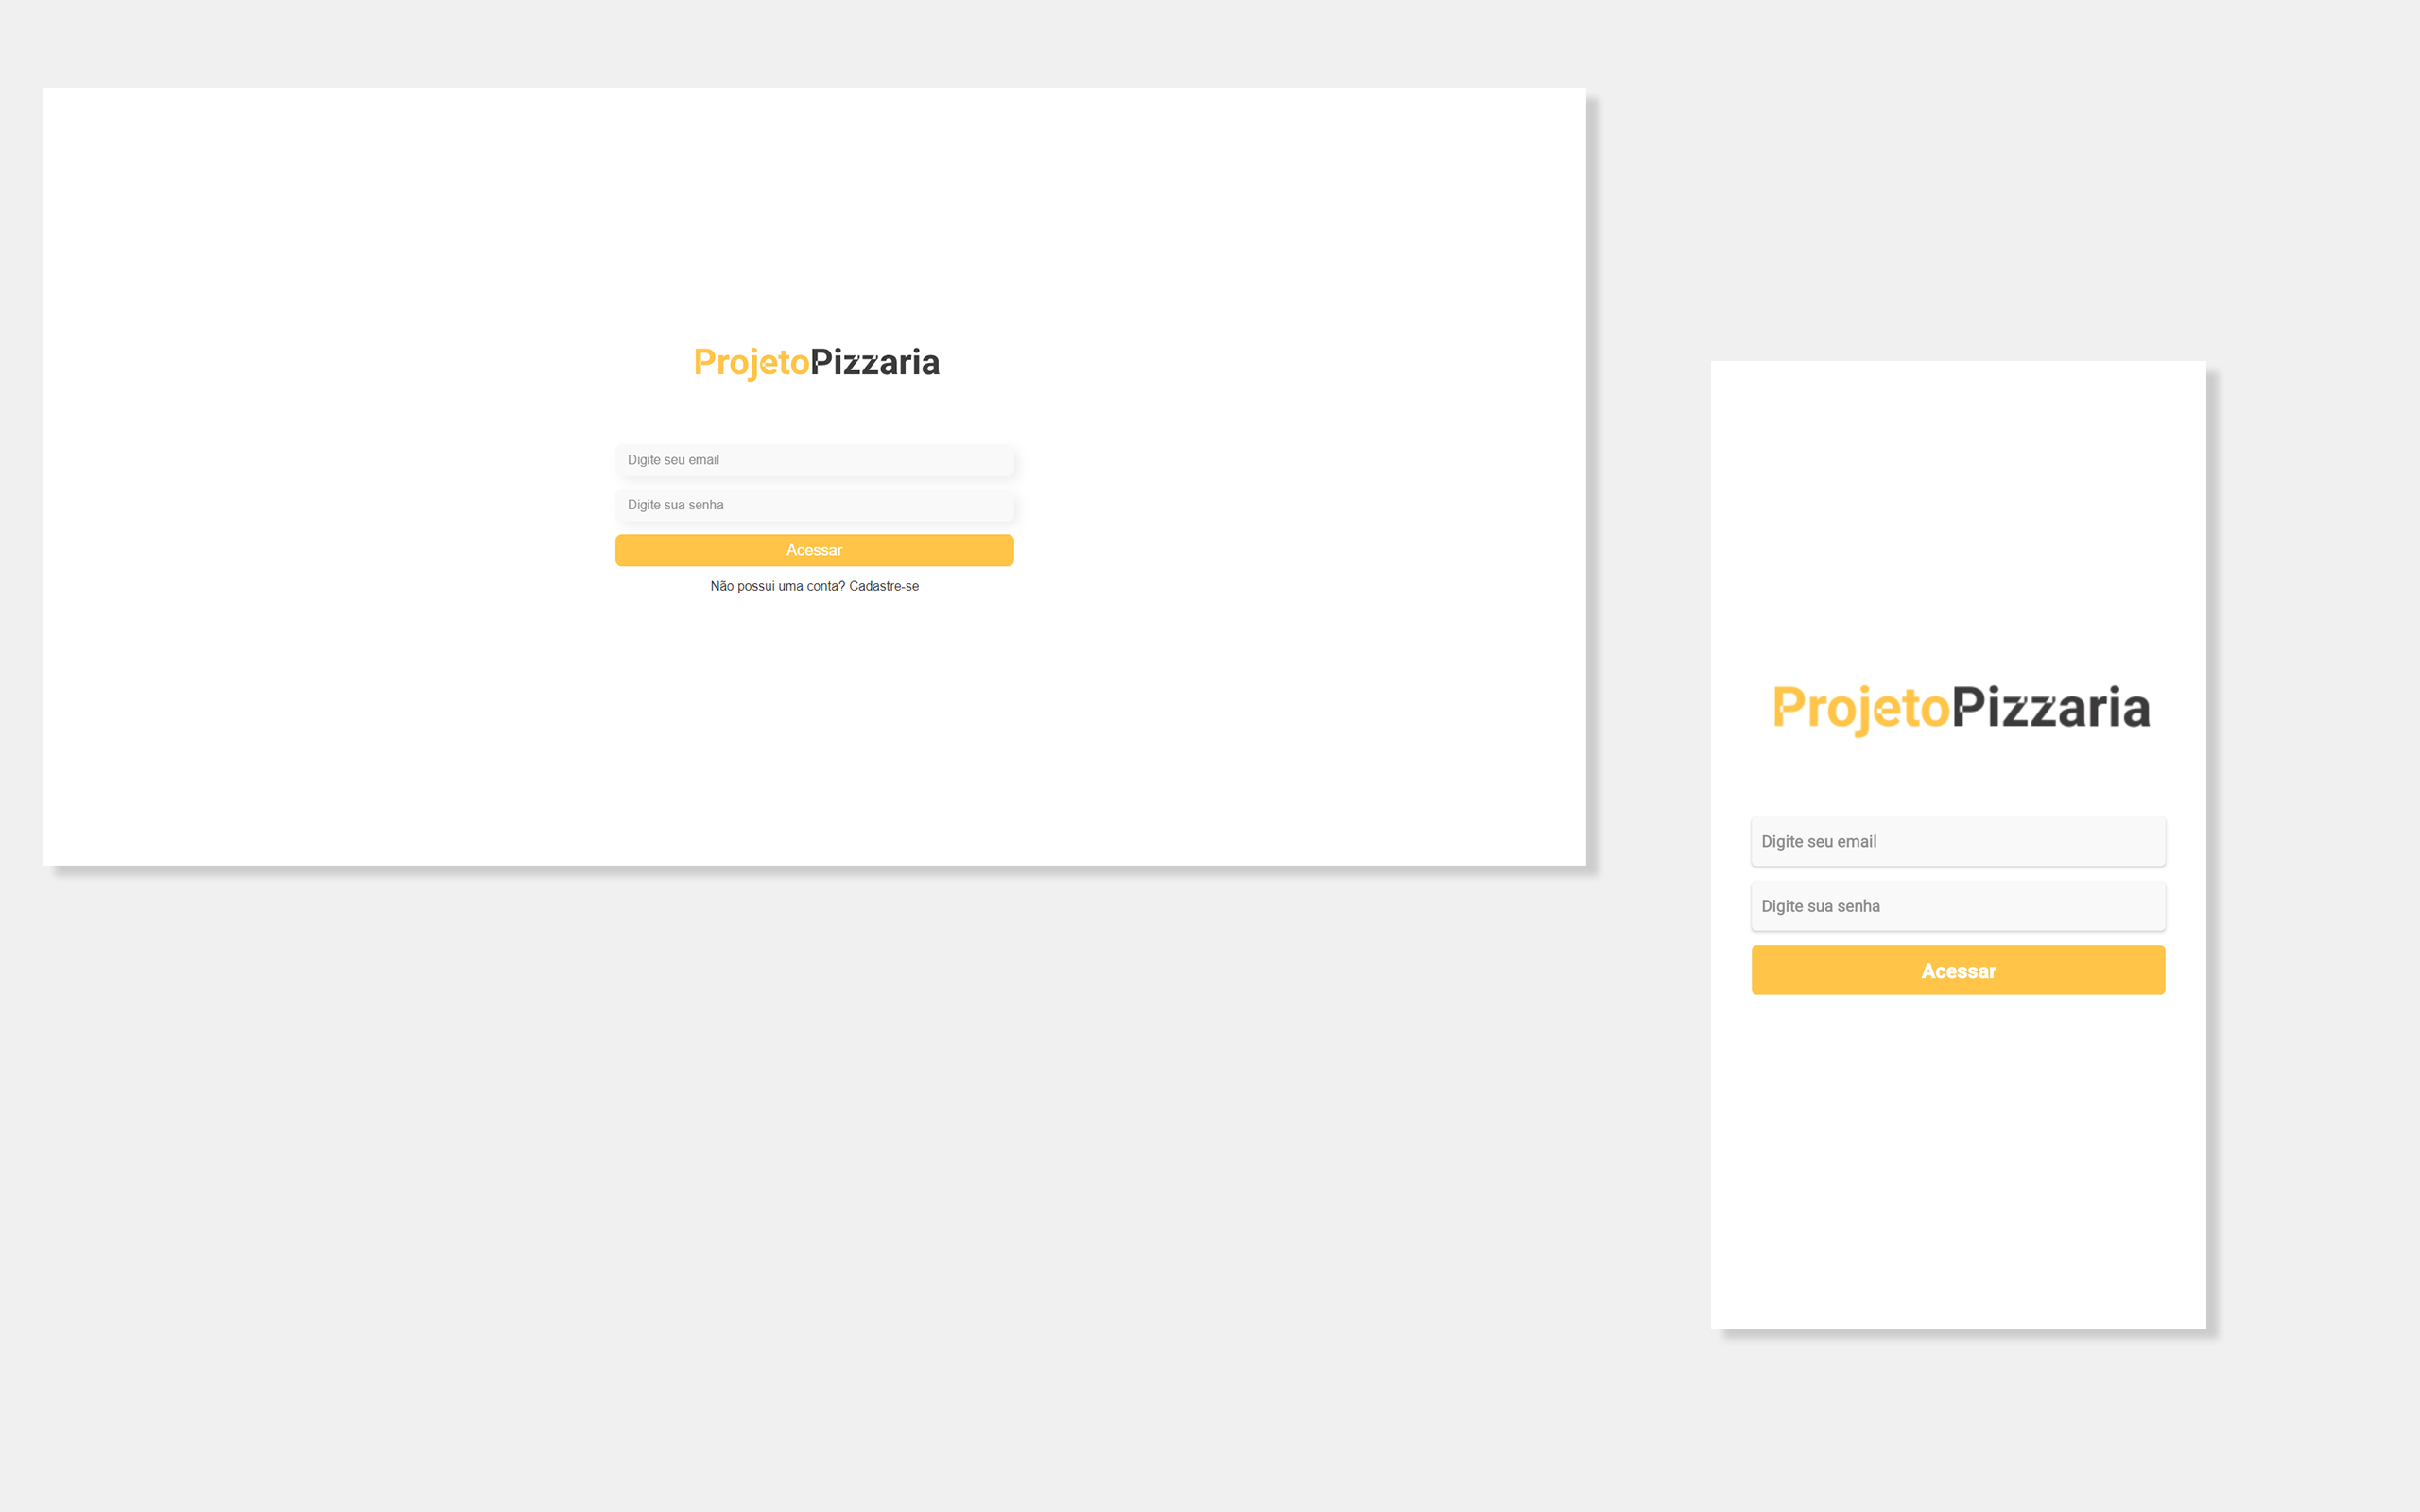 ProjetoPizzaria
Digite seu email
Digite sua senha
Acessar
Não possui uma conta? Cadastre-se
ProjetoPizzaria
Digite seu email
Digite sua senha
Acessar